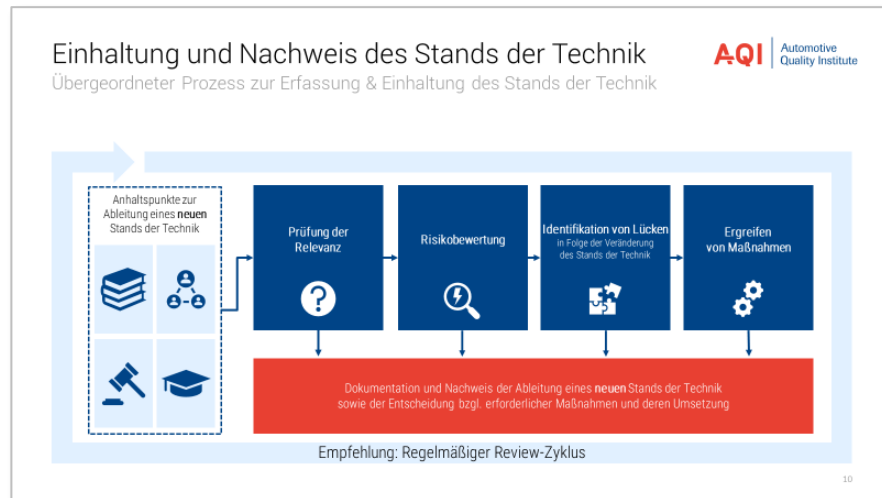 Einhaltung und Nachweis des Stands der Technik
Übergeordneter Prozess zur Erfassung & Einhaltung des Stands der Technik
AQI
Automotive
Quality Institute
Anhaltspunkte zur
Ableitung eines neuen
Stands der Technik
Prüfung der
Relevanz
Risikobewertung
Identifikation von Lücken
in Folge der Veränderung
des Stands der Technik
Ergreifen
von Maßnahmen
Dokumentation und Nachweis der Ableitung eines neuen Stands der Technik
sowie der Entscheidung bzgl. erforderlicher Maßnahmen und deren Umsetzung
Empfehlung: Regelmäßiger Review-Zyklus
10